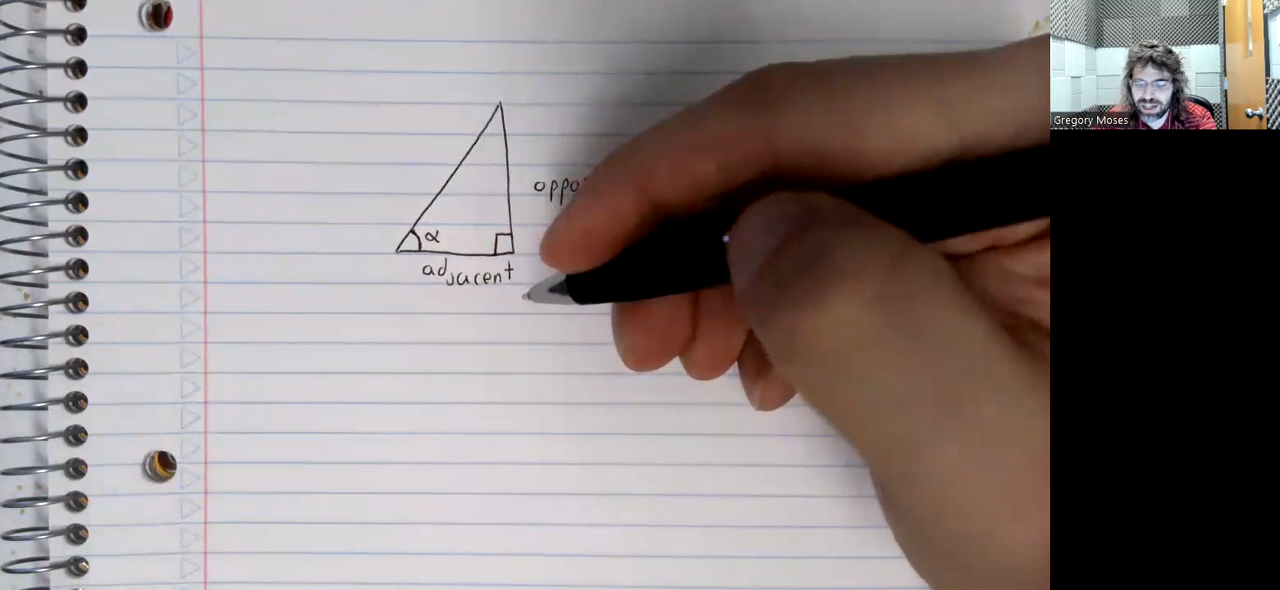 α
adjacent
Gregory Moses